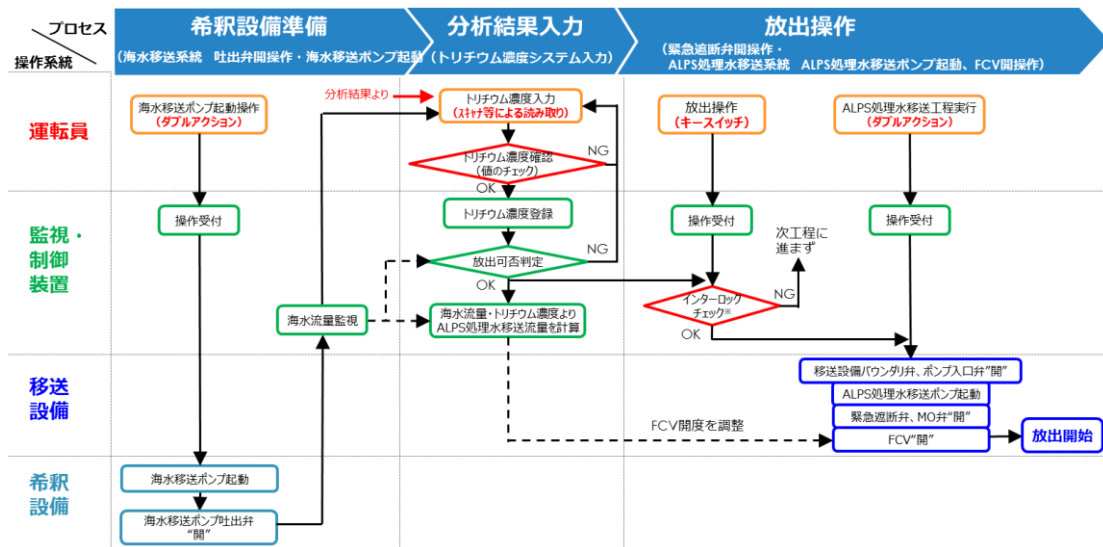 プロセス
操作系統
希釈設備準備
(海水移送系統 吐出弁開操作・海水移送ポンプ起動)
分析結果入力
(トリチウム濃度システム入力)
放出操作
(緊急遮断弁開操作・
ALPS処理水移送系統 ALPS処理水移送ポンプ起動、FCV開操作)
運転員
海水移送ポンプ起動操作
(ダブルアクション)
分析結果より
トリチウム濃度入力
(スキャナ等による読み取り)
トリチウム濃度確認
(値のチェック)
NG
OK
放出操作
(キースイッチ)
ALPS処理水移送工程実行
(ダブルアクション)
監視・
制御
装置
操作受付
海水流量監視
トリチウム濃度登録
放出可否判定
NG
OK
海水流量・トリチウム濃度より
ALPS処理水移送流量を計算
操作受付
インターロック
チェック※
NG
OK
次工程に
進まず
操作受付
移送
設備
FCV開度を調整
移送設備バウンダリ弁、ポンプ入口弁"開"
ALPS処理水移送ポンプ起動
緊急遮断弁、MO弁"開"
FCV"開"
放出開始
希釈
設備
海水移送ポンプ起動
海水移送ポンプ吐出弁
"開"